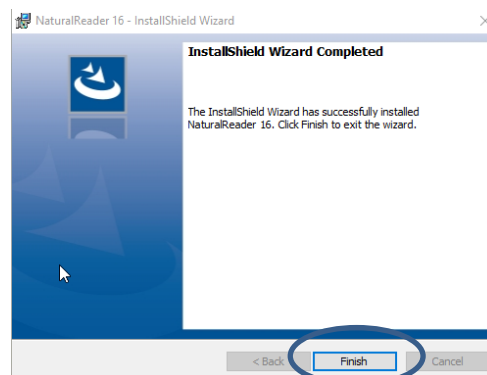 NaturalReader 16 - InstallShield Wizard
InstallShield Wizard Completed
The InstallShield Wizard has successfully installed
NaturalReader 16. Click Finish to exit the wizard.
< Back
Finish
Cancel